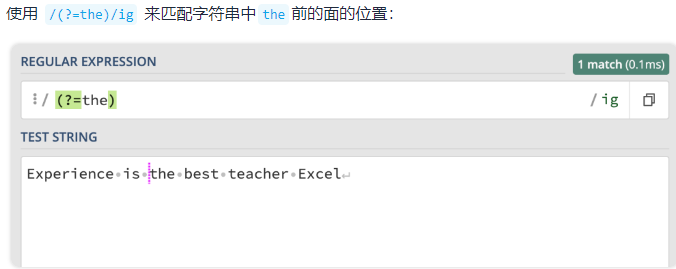 使用 /(?=the)/ig 来匹配字符串中 the 前的面的位置：
REGULAR EXPRESSION
1 match (0.1ms)
/ (?=the) / ig
TEST STRING
Experience·is·the·best·teacher·Excel↵